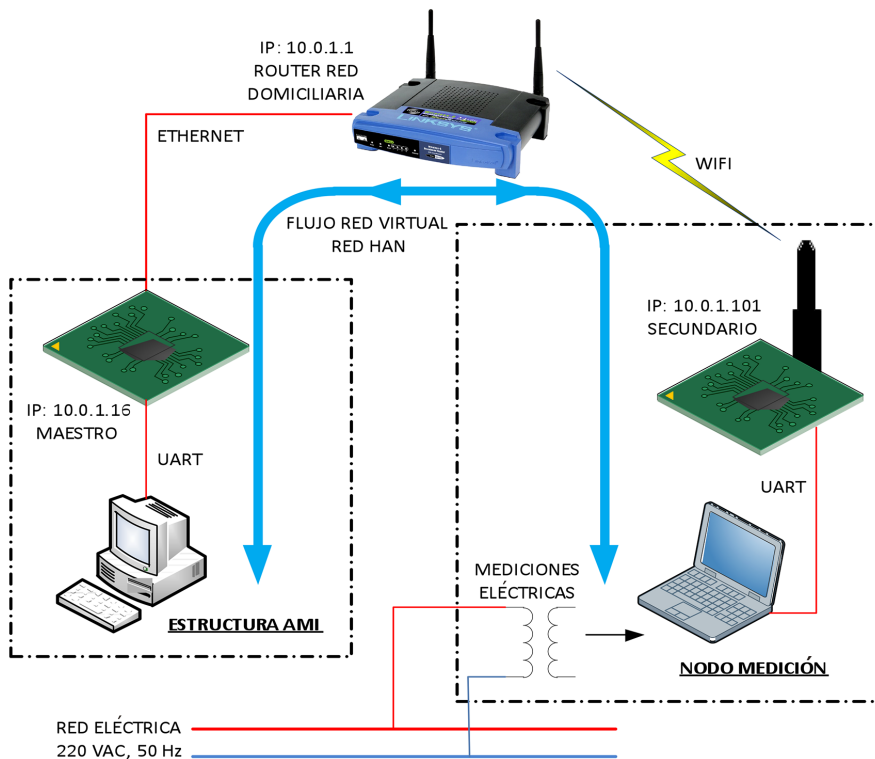 IP: 10.0.1.1
ROUTER RED
DOMICILIARIA
LINKSYS
ETHERNET
WIFI
FLUJO RED VIRTUAL
RED HAN
IP: 10.0.1.101
SECUNDARIO
IP: 10.0.1.16
MAESTRO
UART
UART
MEDICIONES
ELÉCTRICAS
ESTRUCTURA AMI
NODO MEDICIÓN
RED ELÉCTRICA
220 VAC, 50 Hz